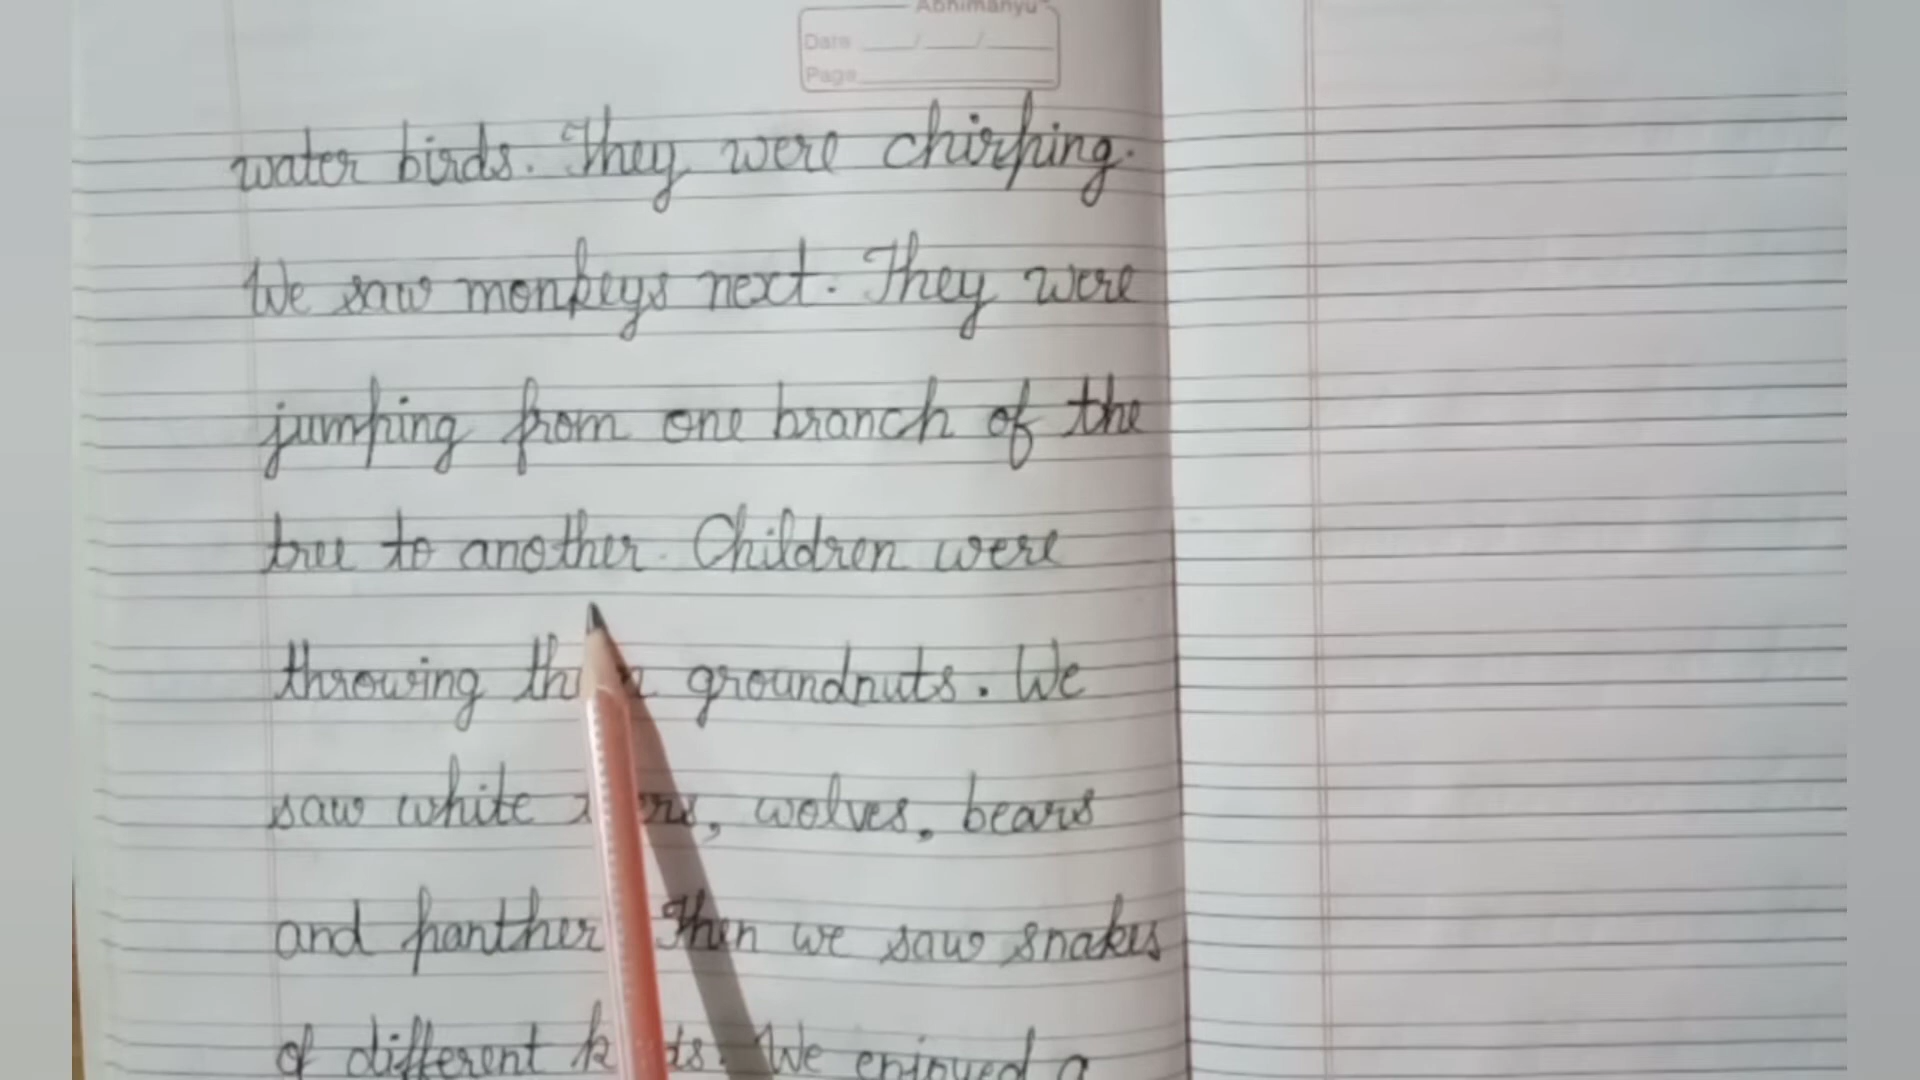 Abhimanyu
Date / /
Page
water birds. They were chirping.
We saw monkeys next. They were
jumping from one branch of the
tree to another. Children were
throwing groundnuts. We
saw white , wolves, bears
and panther Then we saw snakes
of different . We enjoyed a